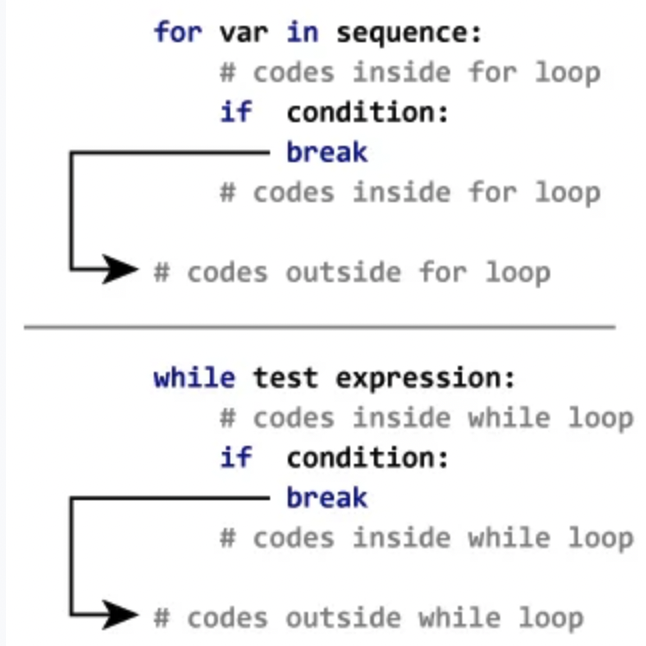 for var in sequence:
# codes inside for loop
if condition:
break
# codes inside for loop
# codes outside for loop
while test expression:
# codes inside while loop
if condition:
break
# codes inside while loop
# codes outside while loop